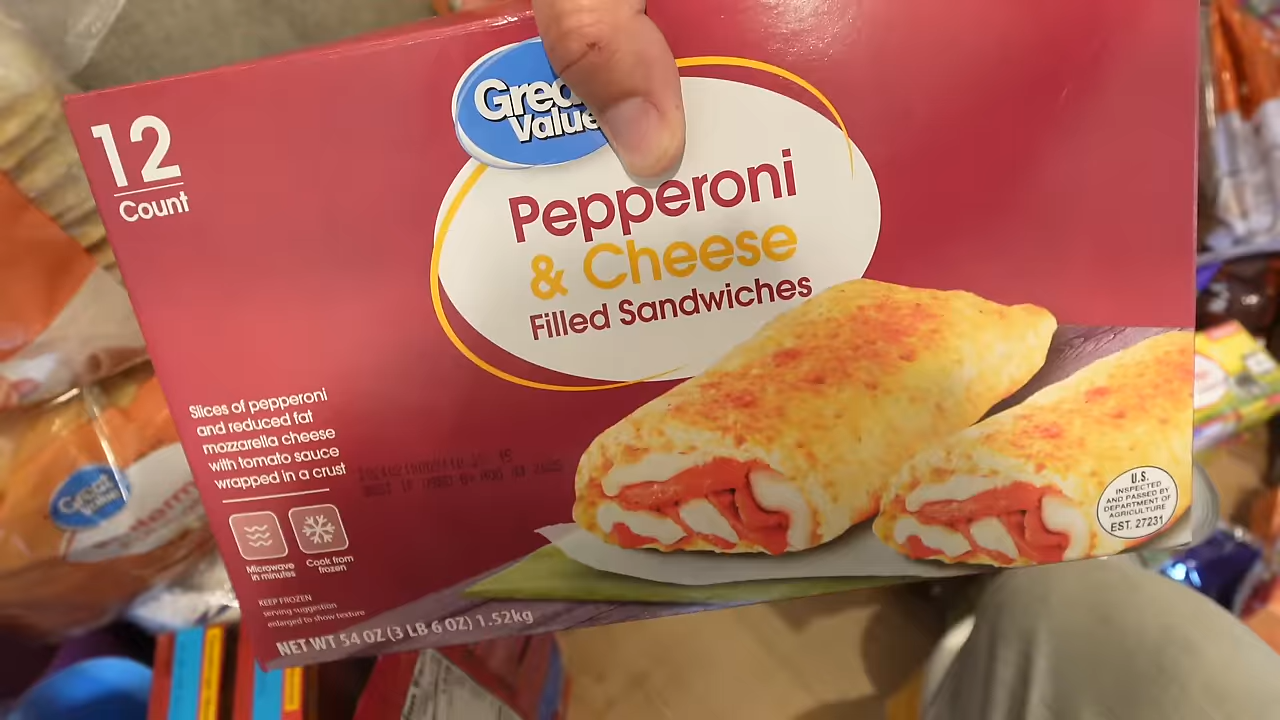 12
Count
Great
Value
Pepperoni
& Cheese
Filled Sandwiches
Slices of pepperoni
and reduced fat
mozzarella cheese
with tomato sauce
wrapped in a crust
Microwave
in minutes
Cook from
frozen
KEEP FROZEN
serving suggestion
enlarged to show texture
NET WT 54 OZ (3 LB 6 OZ) 1.52kg
U.S.
INSPECTED
AND PASSED BY
DEPARTMENT OF
AGRICULTURE
EST. 27231
Great
Value